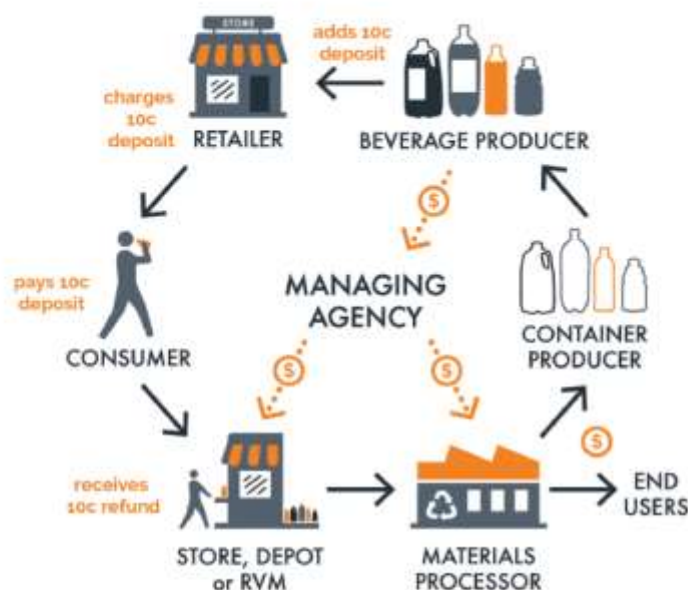 STORE
adds 10c
deposit
charges
10c
deposit
RETAILER
BEVERAGE PRODUCER
$
pays 10c
deposit
MANAGING
AGENCY
CONSUMER
CONTAINER
PRODUCER
$
$
$
receives
10c refund
END
USERS
STORE, DEPOT
or RVM
MATERIALS
PROCESSOR